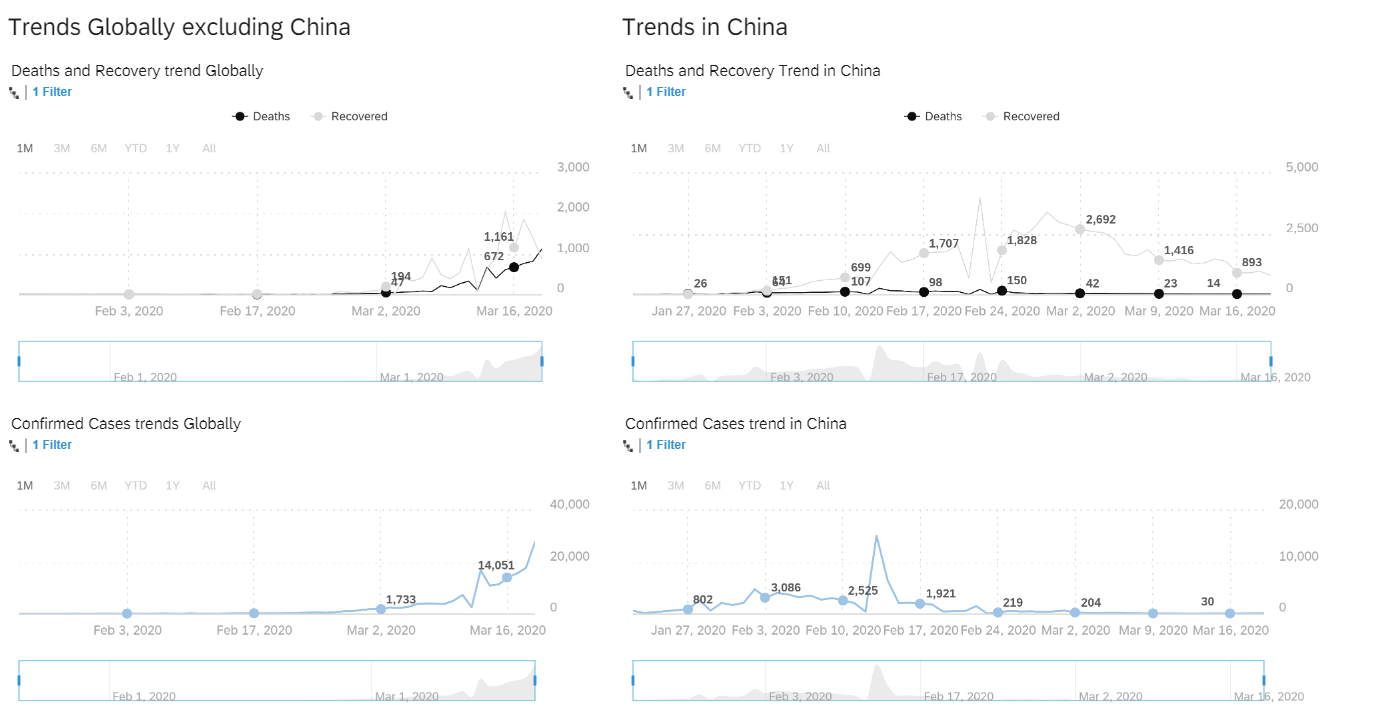 Trends Globally excluding China
Deaths and Recovery trend Globally
1 Filter
Deaths Recovered
1M 3M 6M YTD 1Y All
3,000
2,000
1,161
1,000
672
194
47
0
Feb 3, 2020 Feb 17, 2020 Mar 2, 2020 Mar 16, 2020
Feb 1, 2020 Mar 1, 2020
Confirmed Cases trends Globally
1 Filter
1M 3M 6M YTD 1Y All
40,000
20,000
14,051
1,733
0
Feb 3, 2020 Feb 17, 2020 Mar 2, 2020 Mar 16, 2020
Feb 1, 2020 Mar 1, 2020
Trends in China
Deaths and Recovery Trend in China
1 Filter
Deaths Recovered
1M 3M 6M YTD 1Y All
5,000
2,692
2,500
1,707 1,828
1,416
699
893
26 107 98 150 42 23 14
0
Jan 27, 2020 Feb 3, 2020 Feb 10, 2020 Feb 17, 2020 Feb 24, 2020 Mar 2, 2020 Mar 9, 2020 Mar 16, 2020
Feb 3, 2020 Feb 17, 2020 Mar 2, 2020 Mar 16, 2020
Confirmed Cases trend in China
1 Filter
1M 3M 6M YTD 1Y All
20,000
10,000
802 3,086 2,525 1,921 219 204 30
0
Jan 27, 2020 Feb 3, 2020 Feb 10, 2020 Feb 17, 2020 Feb 24, 2020 Mar 2, 2020 Mar 9, 2020 Mar 16, 2020
Feb 3, 2020 Feb 17, 2020 Mar 2, 2020 Mar 16, 2020